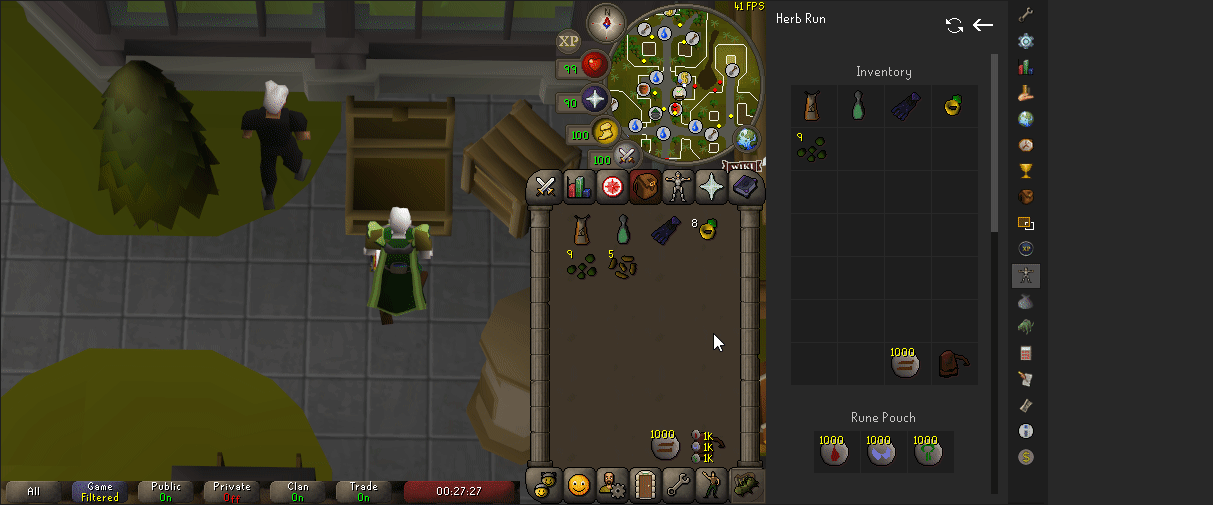 41 FPS
Herb Run
N
XP
99
90
100
100
WIKI
Inventory
8
9
5
9
1000
1K
1K
1K
1000
Rune Pouch
1000
1000
1000
XP
All
Game
Filtered
Public
On
Private
Off
Clan
On
Trade
On
00:27:27